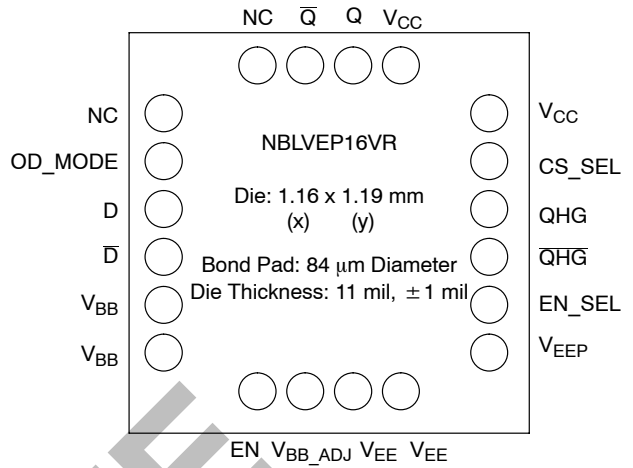 NC Q̅ Q VCC
NC
VCC
NBLVEP16VR
OD_MODE
CS_SEL
Die: 1.16 x 1.19 mm
D
QHG
(x) (y)
D̅
Q̅H̅G̅
Bond Pad: 84 μm Diameter
Die Thickness: 11 mil, ±1 mil
VBB
EN_SEL
VBB
VEEP
EN VBB_ADJ VEE VEE